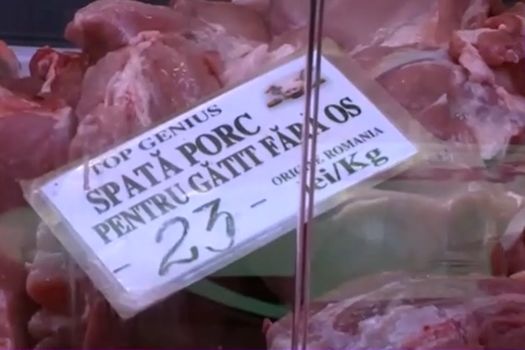 TOP GENIUS
SPATĂ PORC
PENTRU GĂTIT FĂRĂ OS
ORIGINE ROMANIA
- 23 - lei/Kg